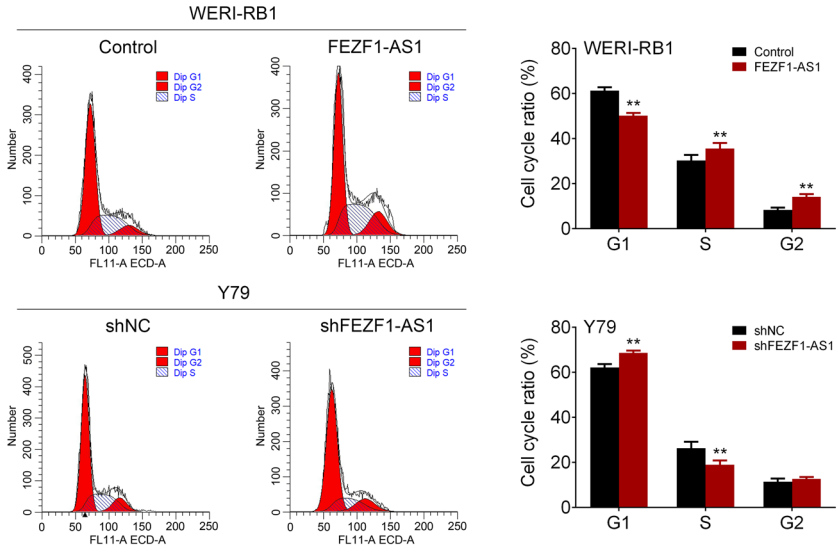 WERI-RB1
Control
FEZF1-AS1
Number
400
300
200
100
0
Dip G1
Dip G2
Dip S
0 50 100 150 200 250
FL11-A ECD-A
Number
400
300
200
100
0
Dip G1
Dip G2
Dip S
0 50 100 150 200 250
FL11-A ECD-A
Cell cycle ratio (%)
80
60
40
20
0
WERI-RB1
Control
FEZF1-AS1
**
**
**
G1 S G2
Y79
shNC
shFEZF1-AS1
Number
500
400
300
200
100
0
Dip G1
Dip G2
Dip S
0 50 100 150 200 250
FL11-A ECD-A
Number
400
300
200
100
0
Dip G1
Dip G2
Dip S
0 50 100 150 200 250
FL11-A ECD-A
Cell cycle ratio (%)
80
60
40
20
0
Y79
shNC
shFEZF1-AS1
**
**
G1 S G2